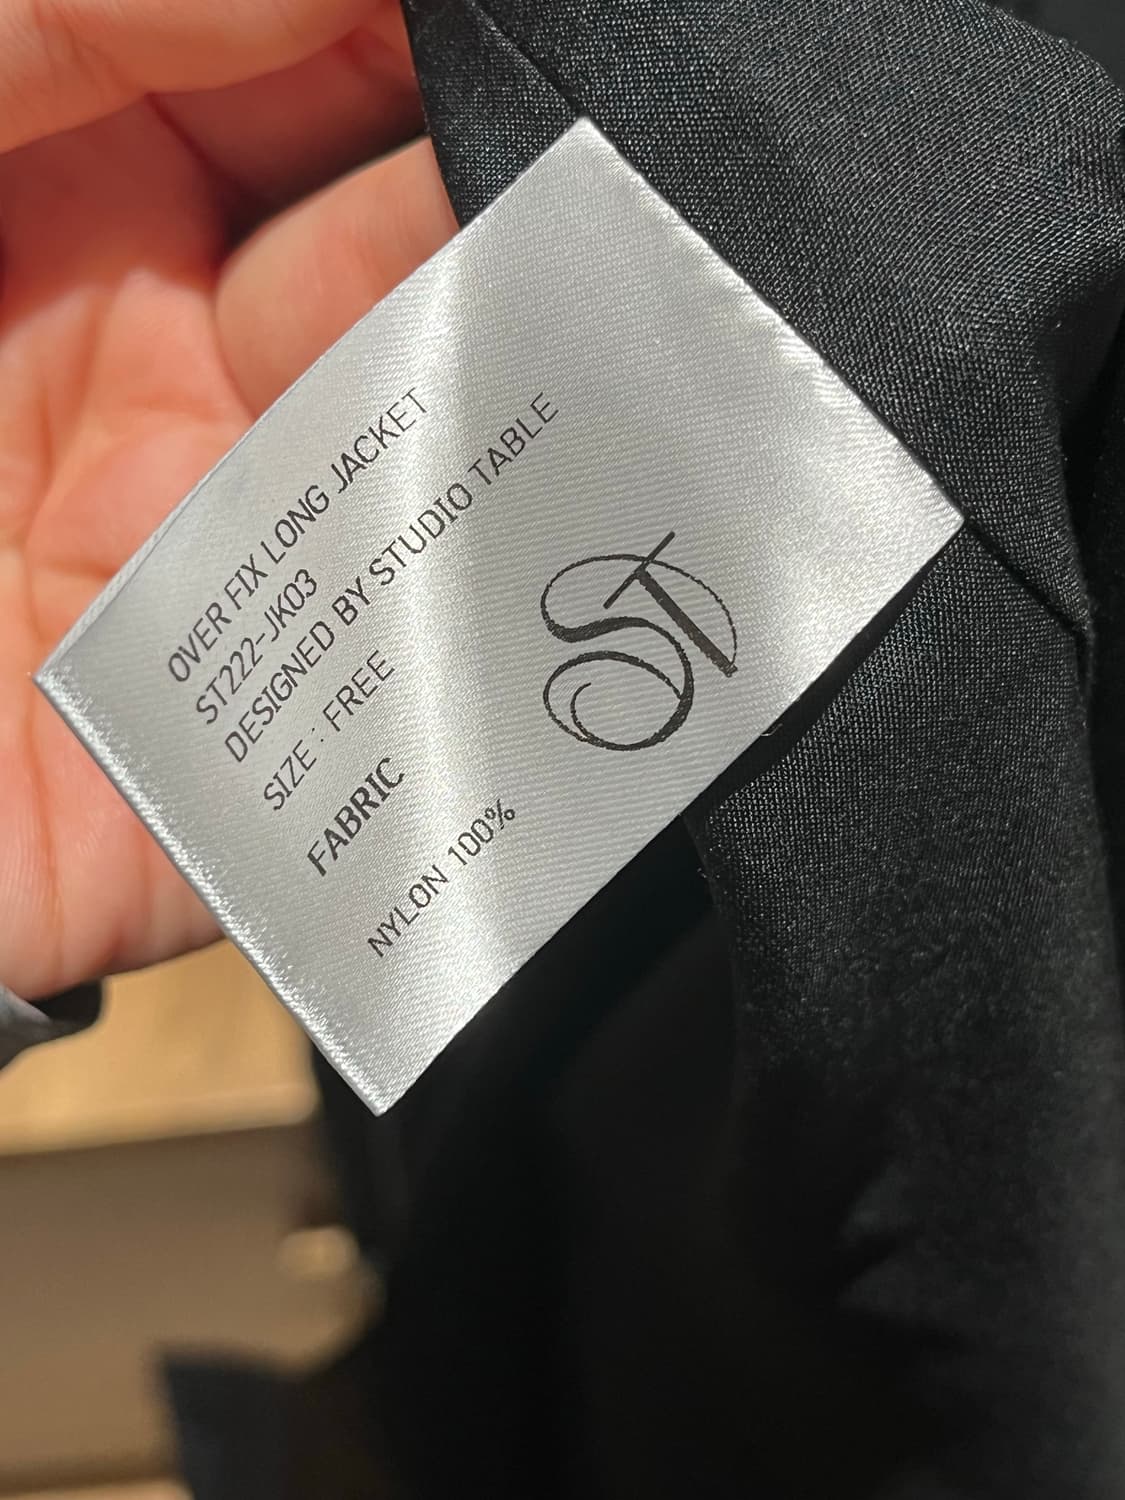 OVER FIX LONG JACKET
ST222-JK03
DESIGNED BY STUDIO TABLE
SIZE : FREE
FABRIC
NYLON 100%
ST